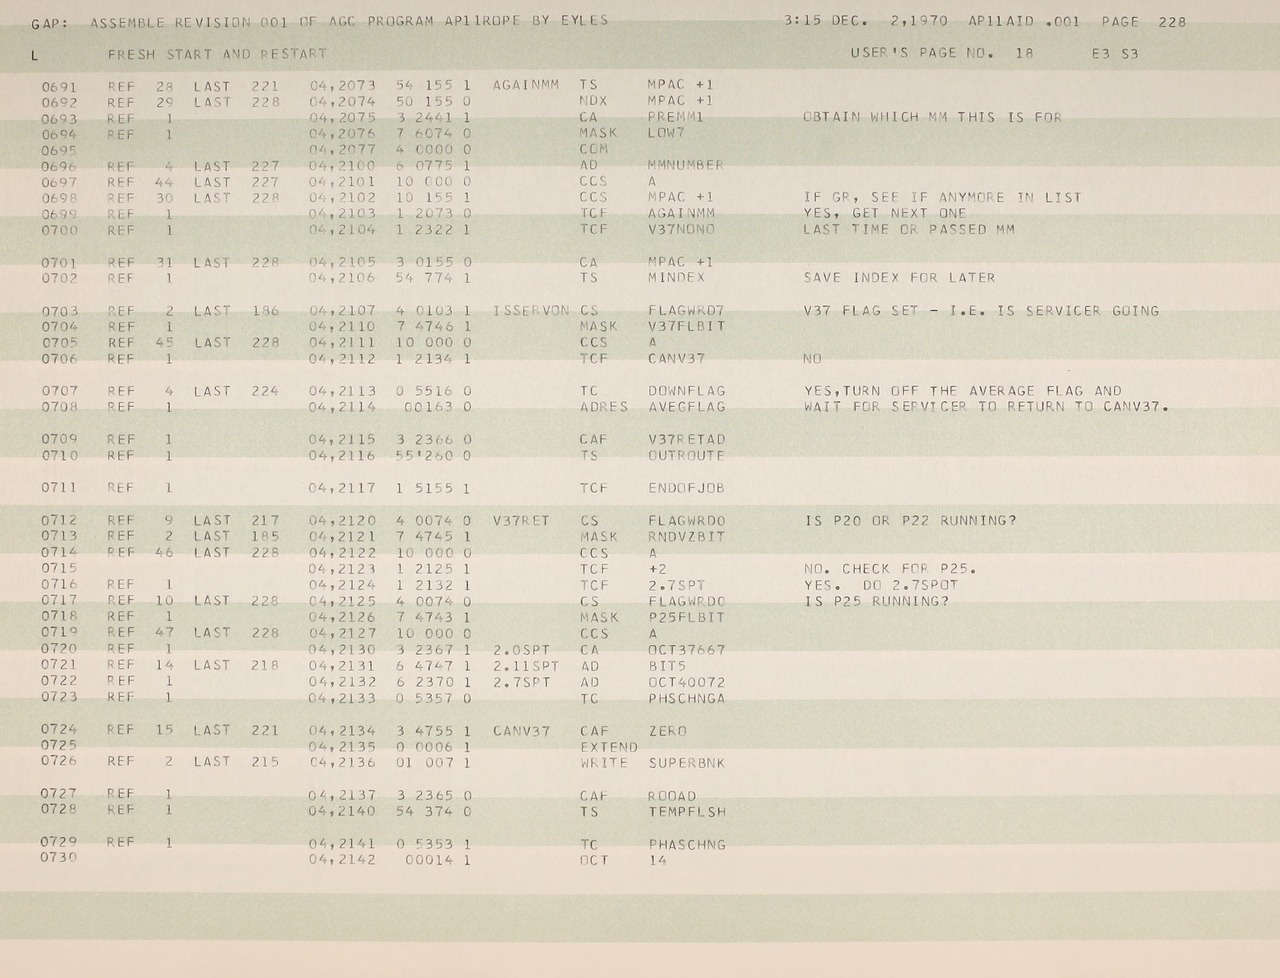 GAP: ASSEMBLE REVISION 001 OF AGC PROGRAM AP11ROPE BY EYLES 3:15 DEC. 2,1970 AP11AID .001 PAGE 228
L FRESH START AND RESTART USER'S PAGE NO. 18 E3 S3
0691 REF 28 LAST 221 04,2073 54 155 1 AGAINMM TS MPAC +1
0692 REF 29 LAST 228 04,2074 50 155 0 NDX MPAC +1
0693 REF 1 04,2075 3 2441 1 CA PREMM1 OBTAIN WHICH MM THIS IS FOR
0694 REF 1 04,2076 7 6074 0 MASK LOW7
0695 04,2077 4 0000 0 COM
0696 REF 4 LAST 227 04,2100 6 0775 1 AD MMNUMBER
0697 REF 44 LAST 227 04,2101 10 000 0 CCS A
0698 REF 30 LAST 228 04,2102 10 155 1 CCS MPAC +1 IF GR, SEE IF ANYMORE IN LIST
0699 REF 1 04,2103 1 2073 0 TCF AGAINMM YES, GET NEXT ONE
0700 REF 1 04,2104 1 2322 1 TCF V37NONO LAST TIME OR PASSED MM
0701 REF 31 LAST 228 04,2105 3 0155 0 CA MPAC +1
0702 REF 1 04,2106 54 774 1 TS MINDEX SAVE INDEX FOR LATER
0703 REF 2 LAST 186 04,2107 4 0103 1 ISSERVON CS FLAGWRD7 V37 FLAG SET - I.E. IS SERVICER GOING
0704 REF 1 04,2110 7 4746 1 MASK V37FLBIT
0705 REF 45 LAST 228 04,2111 10 000 0 CCS A
0706 REF 1 04,2112 1 2134 1 TCF CANV37 NO
0707 REF 4 LAST 224 04,2113 0 5516 0 TC DOWNFLAG YES,TURN OFF THE AVERAGE FLAG AND
0708 REF 1 04,2114 00163 0 ADRES AVEGFLAG WAIT FOR SERVICER TO RETURN TO CANV37.
0709 REF 1 04,2115 3 2366 0 CAF V37RETAD
0710 REF 1 04,2116 55'260 0 TS OUTROUTE
0711 REF 1 04,2117 1 5155 1 TCF ENDOFJOB
0712 REF 9 LAST 217 04,2120 4 0074 0 V37RET CS FLAGWRD0 IS P20 OR P22 RUNNING?
0713 REF 2 LAST 185 04,2121 7 4745 1 MASK RNDVZBIT
0714 REF 46 LAST 228 04,2122 10 000 0 CCS A
0715 04,2123 1 2125 1 TCF +2 NO. CHECK FOR P25.
0716 REF 1 04,2124 1 2132 1 TCF 2.7SPT YES. DO 2.7SPOT
0717 REF 10 LAST 228 04,2125 4 0074 0 CS FLAGWRD0 IS P25 RUNNING?
0718 REF 1 04,2126 7 4743 1 MASK P25FLBIT
0719 REF 47 LAST 228 04,2127 10 000 0 CCS A
0720 REF 1 04,2130 3 2367 1 2.0SPT CA OCT37667
0721 REF 14 LAST 218 04,2131 6 4747 1 2.11SPT AD BIT5
0722 REF 1 04,2132 6 2370 1 2.7SPT AD OCT40072
0723 REF 1 04,2133 0 5357 0 TC PHSCHNGA
0724 REF 15 LAST 221 04,2134 3 4755 1 CANV37 CAF ZERO
0725 04,2135 0 0006 1 EXTEND
0726 REF 2 LAST 215 04,2136 01 007 1 WRITE SUPERBNK
0727 REF 1 04,2137 3 2365 0 CAF ROOAD
0728 REF 1 04,2140 54 374 0 TS TEMPFLSH
0729 REF 1 04,2141 0 5353 1 TC PHASCHNG
0730 04,2142 00014 1 OCT 14